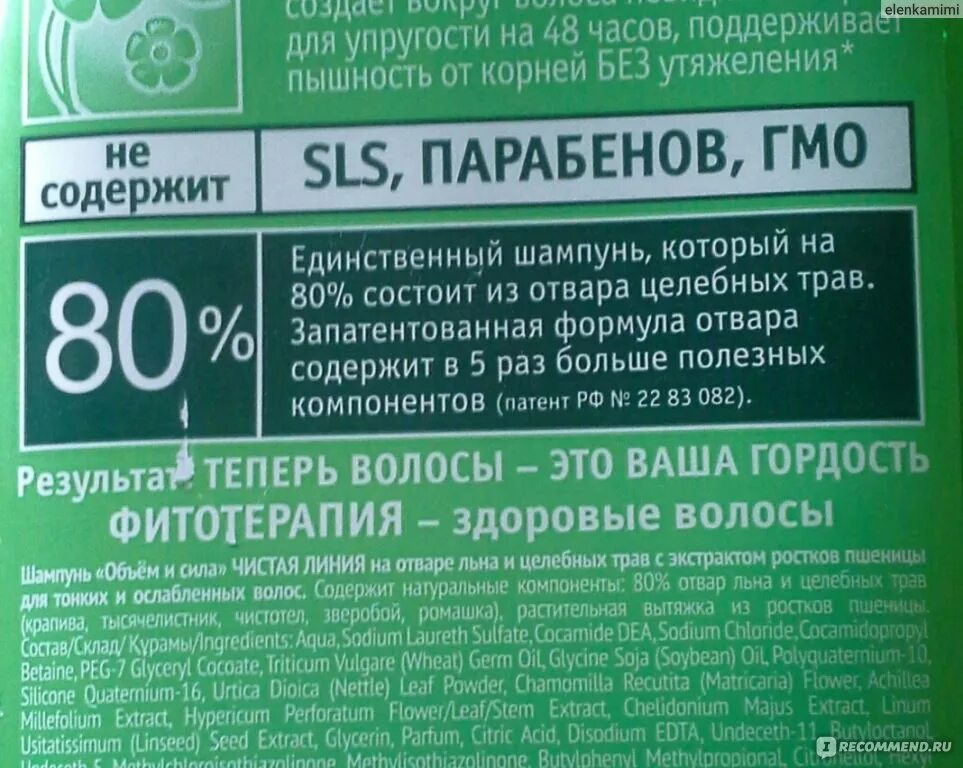 elenkamimi
создает вокруг волоса
для упругости на 48 часов, поддерживает
пышность от корней БЕЗ утяжеления*
не содержит
SLS, ПАРАБЕНОВ, ГМО
80%
Единственный шампунь, который на
80% состоит из отвара целебных трав.
Запатентованная формула отвара
содержит в 5 раз больше полезных
компонентов (патент РФ № 22 83 082).
Результат ТЕПЕРЬ ВОЛОСЫ – ЭТО ВАША ГОРДОСТЬ
ФИТОТЕРАПИЯ – здоровые волосы
Шампунь «Объём и сила» ЧИСТАЯ ЛИНИЯ на отваре льна и целебных трав с экстрактом ростков пшеницы
для тонких и ослабленных волос. Содержит натуральные компоненты: 80% отвар льна и целебных трав
(крапива, тысячелистник, чистотел, зверобой, ромашка), растительная вытяжка из ростков пшеницы.
Состав/Склад/Курамы/Ingredients: Aqua, Sodium Laureth Sulfate, Cocamide DEA, Sodium Chloride, Cocamidopropyl
Betaine, PEG-7 Glyceryl Cocoate, Triticum Vulgare (Wheat) Germ Oil, Glycine Soja (Soybean) Oil, Polyquaternium-10,
Silicone Quaternium-16, Urtica Dioica (Nettle) Leaf Powder, Chamomilla Recutita (Matricaria) Flower, Achillea
Millefolium Extract, Hypericum Perforatum Flower/Leaf/Stem Extract, Chelidonium Majus Extract, Linum
Usitatissimum (Linseed) Seed Extract, Glycerin, Parfum, Citric Acid, Disodium EDTA, Undeceth-11, Butyloctanol,
Undeceth-5, Methylchloroisothiazolinone, Methylisothiazolinone, Butylphenyl Methylpropional, Citronellol, Hexyl
IRECOMMEND.RU